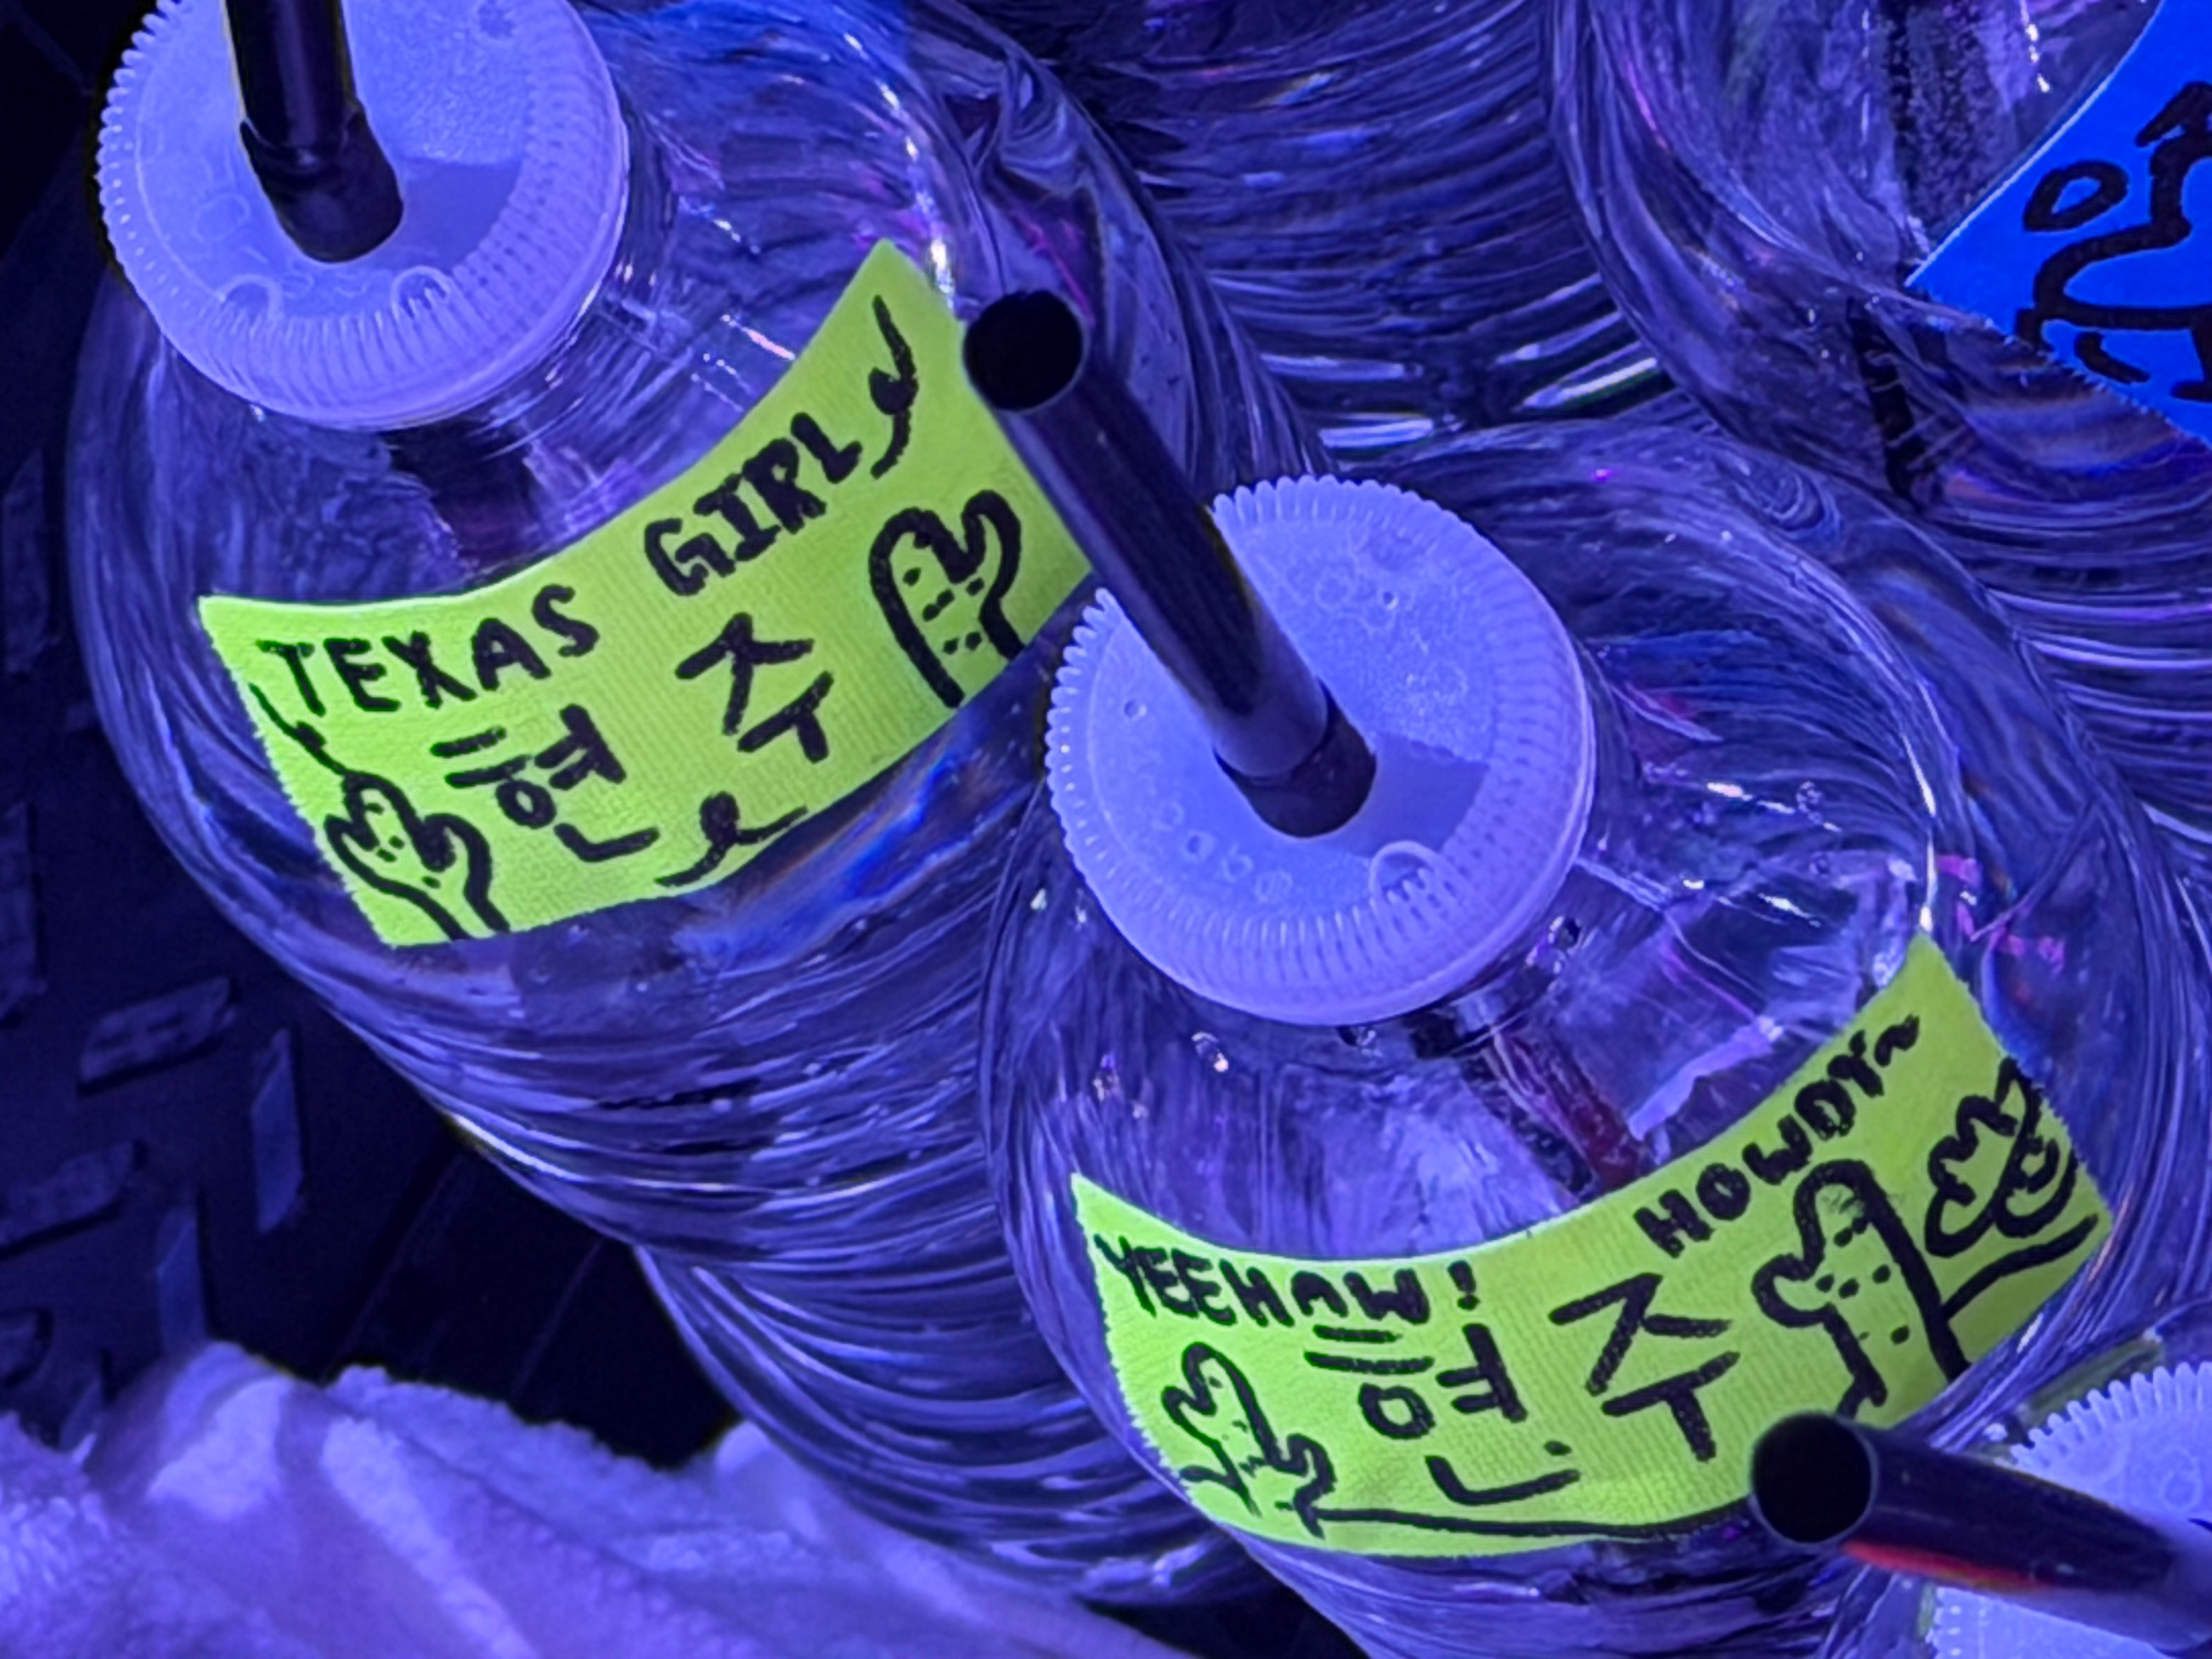 TEXAS GIRL
현주
YEEHAW! HOWDY~
현주